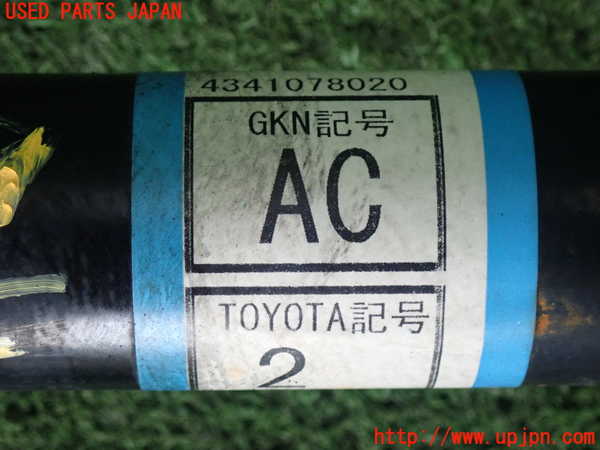 USED PARTS JAPAN
4341078020
GKN記号
AC
TOYOTA記号
2
http://www.upjpn.com